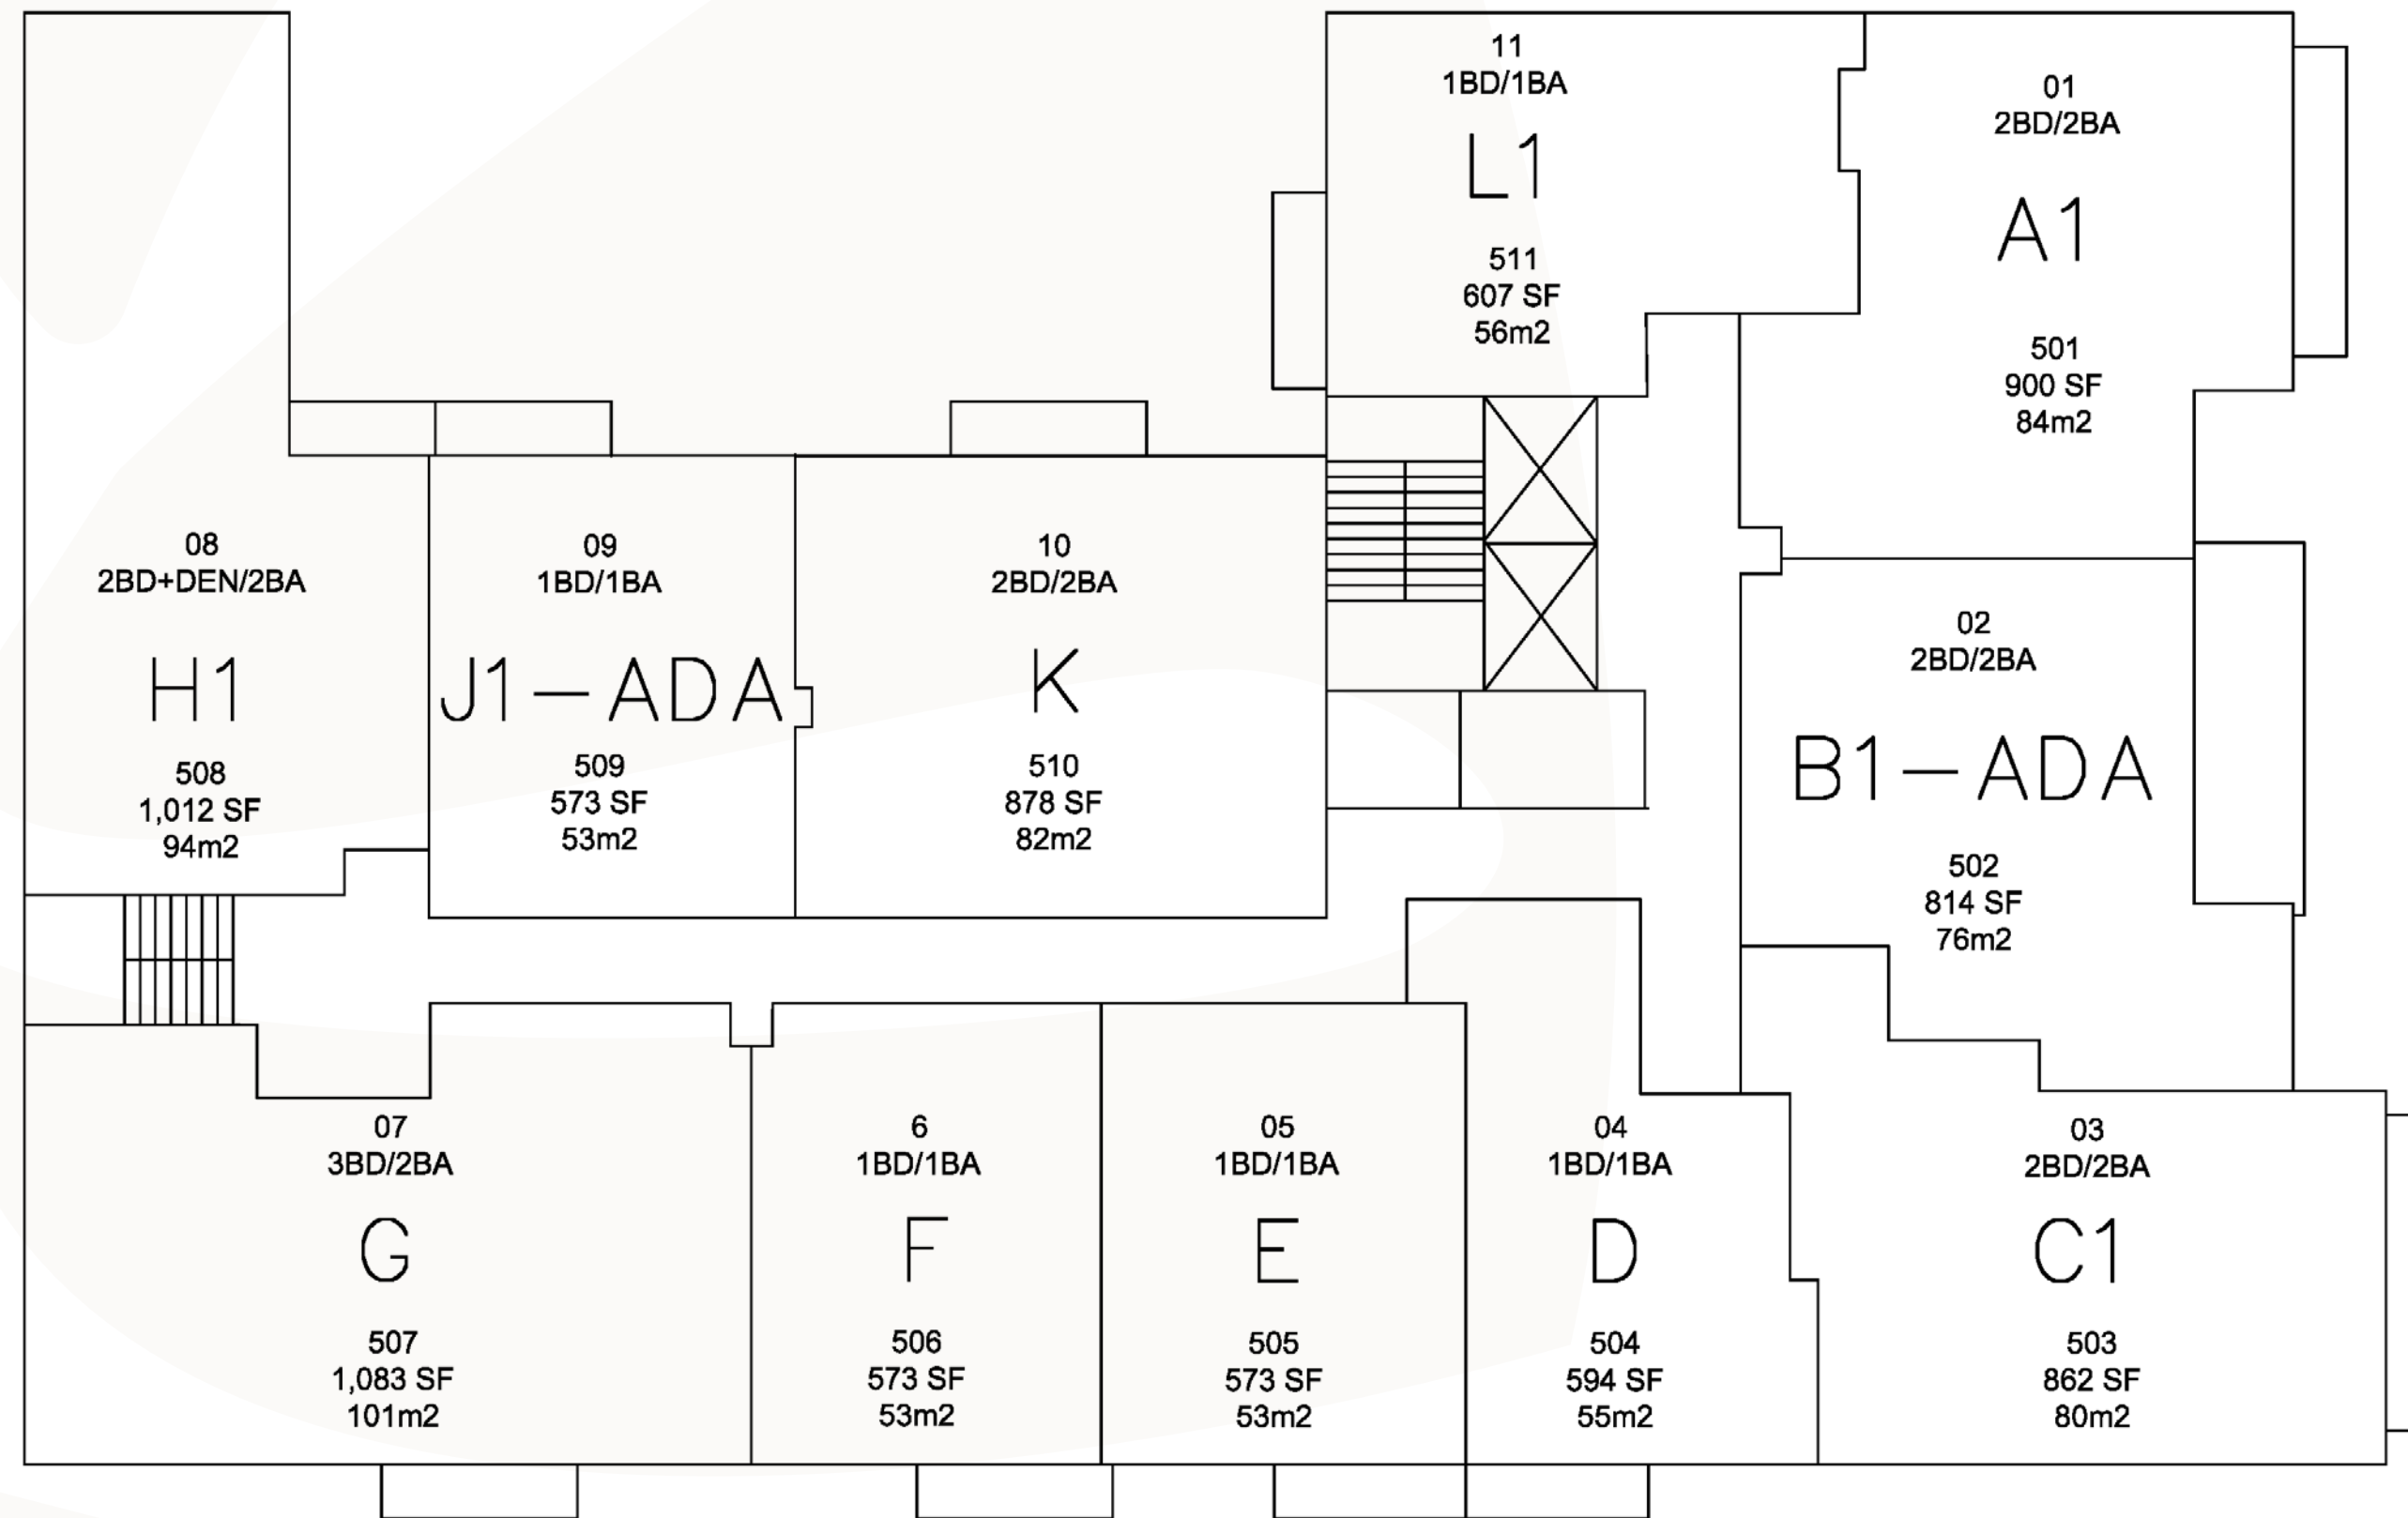 11
1BD/1BA
L1
511
607 SF
56m2
01
2BD/2BA
A1
501
900 SF
84m2
08
2BD+DEN/2BA
H1
508
1,012 SF
94m2
09
1BD/1BA
J1-ADA
509
573 SF
53m2
10
2BD/2BA
K
510
878 SF
82m2
02
2BD/2BA
B1-ADA
502
814 SF
76m2
07
3BD/2BA
G
507
1,083 SF
101m2
6
1BD/1BA
F
506
573 SF
53m2
05
1BD/1BA
E
505
573 SF
53m2
04
1BD/1BA
D
504
594 SF
55m2
03
2BD/2BA
C1
503
862 SF
80m2